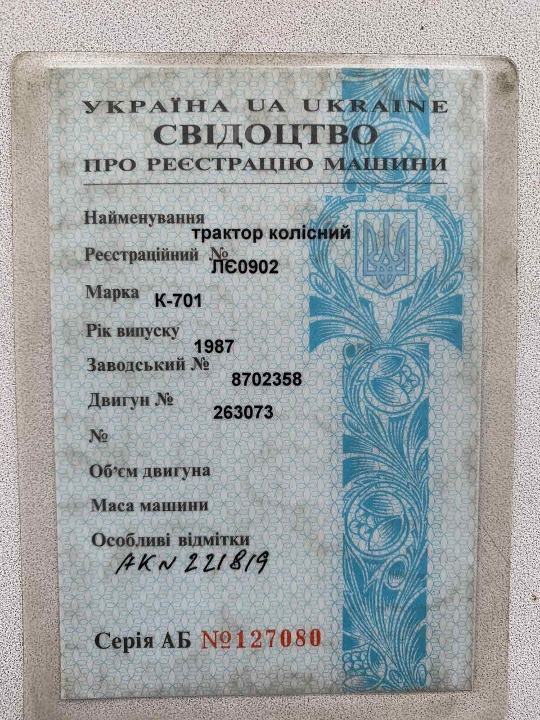 УКРАЇНА UA UKRAINE
СВІДОЦТВО
ПРО РЕЄСТРАЦІЮ МАШИНИ
Найменування трактор колісний
Реєстраційний № ЛЄ0902
Марка К-701
Рік випуску 1987
Заводський № 8702358
Двигун № 263073
№
Об'єм двигуна
Маса машини
Особливі відмітки
АКN 221819
Серія АБ №127080